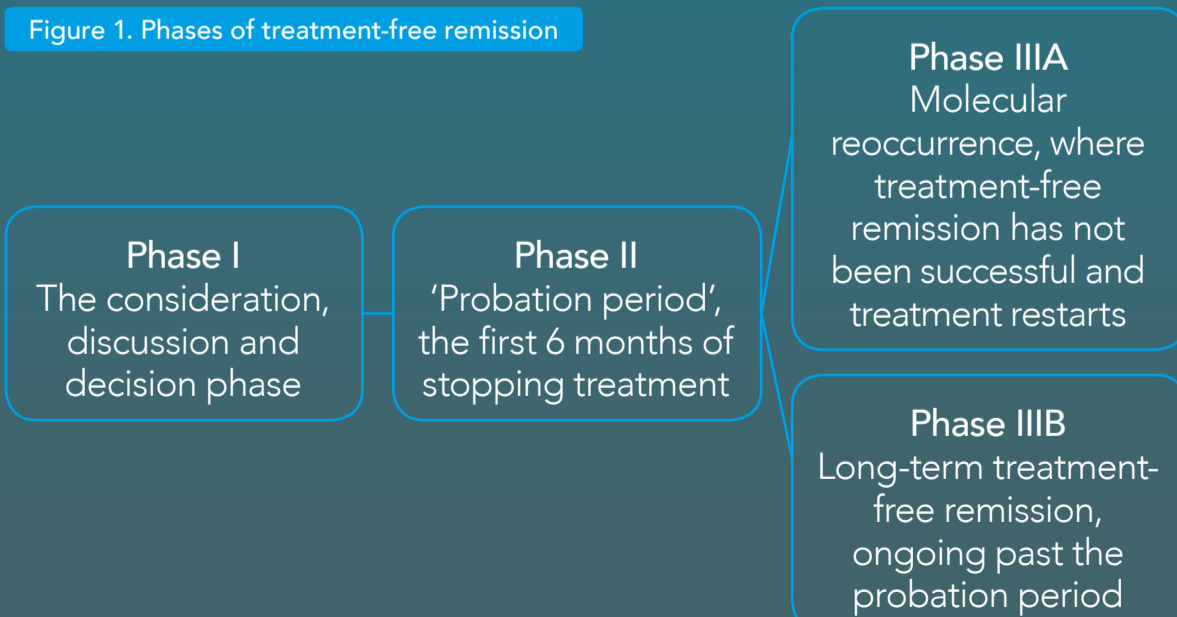 Figure 1. Phases of treatment-free remission
Phase I
The consideration,
discussion and
decision phase
Phase II
‘Probation period’,
the first 6 months of
stopping treatment
Phase IIIA
Molecular
reoccurrence, where
treatment-free
remission has not
been successful and
treatment restarts
Phase IIIB
Long-term treatment-
free remission,
ongoing past the
probation period